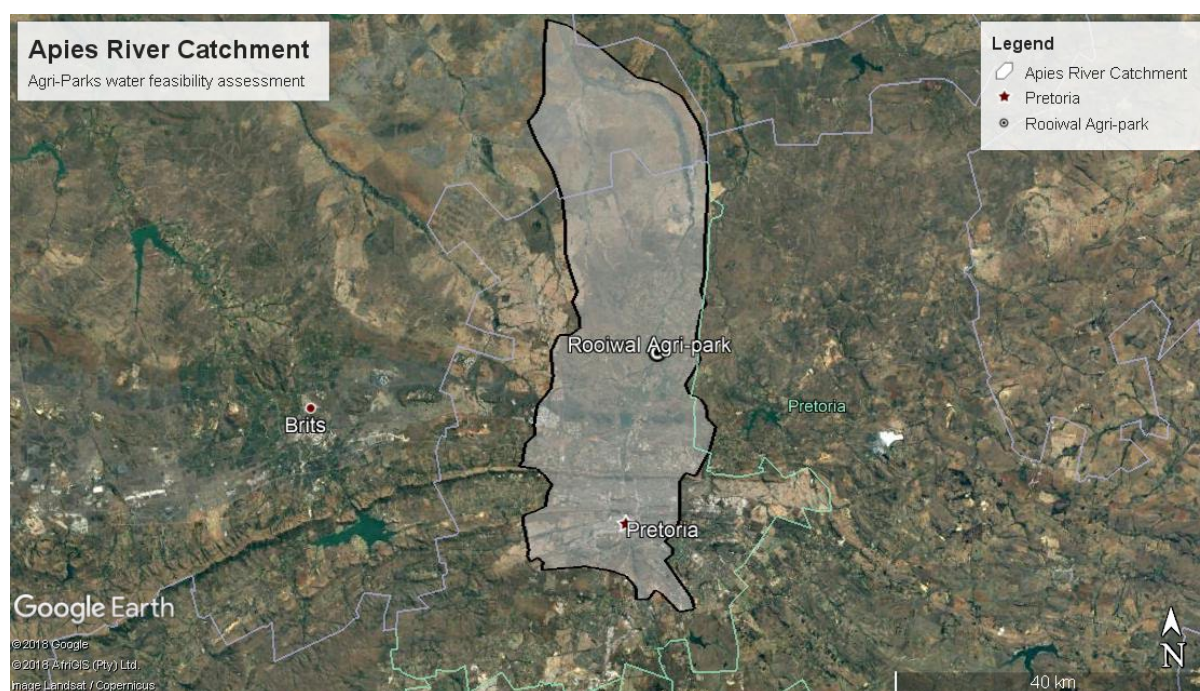 Apies River Catchment
Agri-Parks water feasibility assessment
Legend
Apies River Catchment
Pretoria
Rooiwal Agri-park
Rooiwal Agri-park
Pretoria
Brits
Pretoria
Google Earth
©2018 Google
©2018 AfriGIS (Pty) Ltd.
Image Landsat / Copernicus
N
40 km